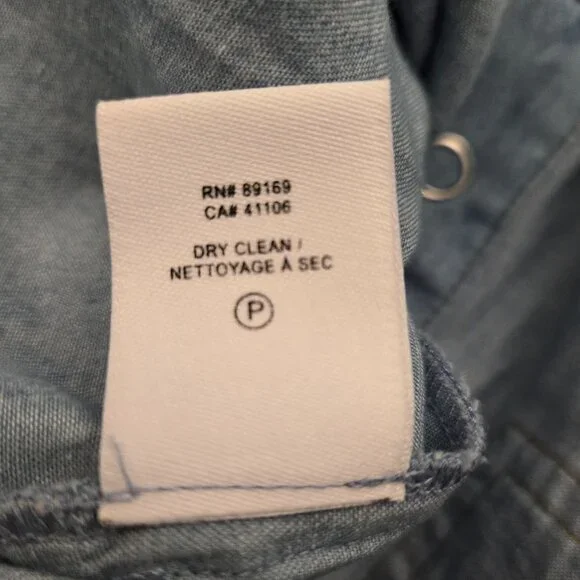 RN# 89169
CA# 41106
DRY CLEAN /
NETTOYAGE À SEC
P